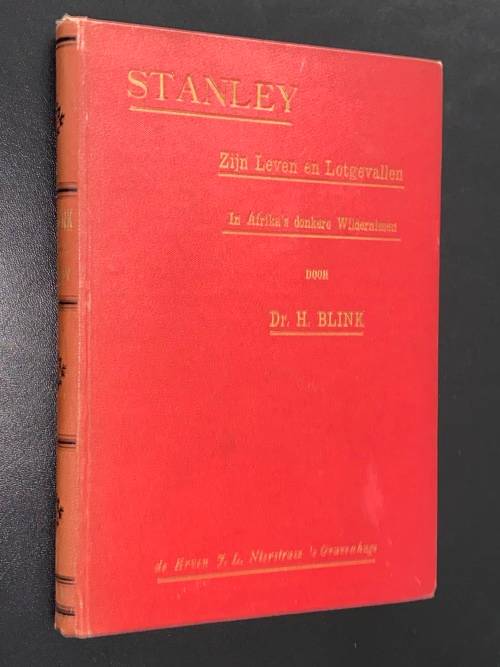 STANLEY
Zijn Leven en Lotgevallen
In Afrika's donkere Wildernissen
DOOR
Dr. H. BLINK
de Erven J. L. Nierstrasz 's Gravenhage